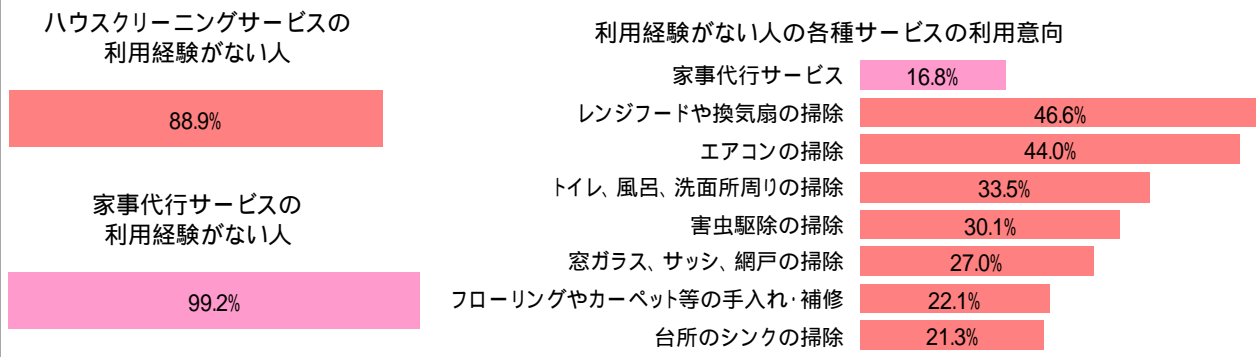 ハウスクリーニングサービスの
利用経験がない人
88.9%
家事代行サービスの
利用経験がない人
99.2%
利用経験がない人の各種サービスの利用意向
家事代行サービス 16.8%
レンジフードや換気扇の掃除 46.6%
エアコンの掃除 44.0%
トイレ、風呂、洗面所周りの掃除 33.5%
害虫駆除の掃除 30.1%
窓ガラス、サッシ、網戸の掃除 27.0%
フローリングやカーペット等の手入れ・補修 22.1%
台所のシンクの掃除 21.3%